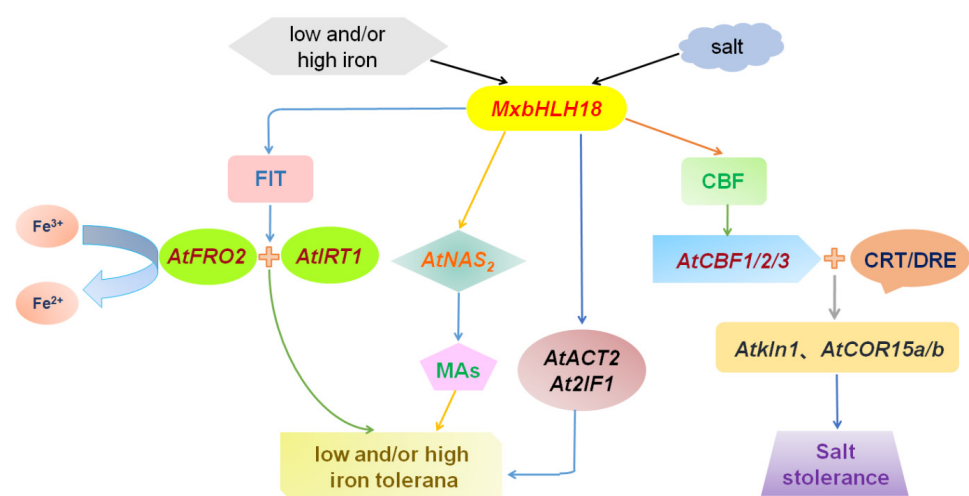 low and/or
high iron
salt
MxbHLH18
FIT
CBF
Fe³⁺
AtFRO2
AtIRT1
AtNAS₂
AtCBF1/2/3
CRT/DRE
Fe²⁺
MAs
AtACT2
At2IF1
Atkln1、AtCOR15a/b
low and/or high
iron tolerana
Salt
stolerance